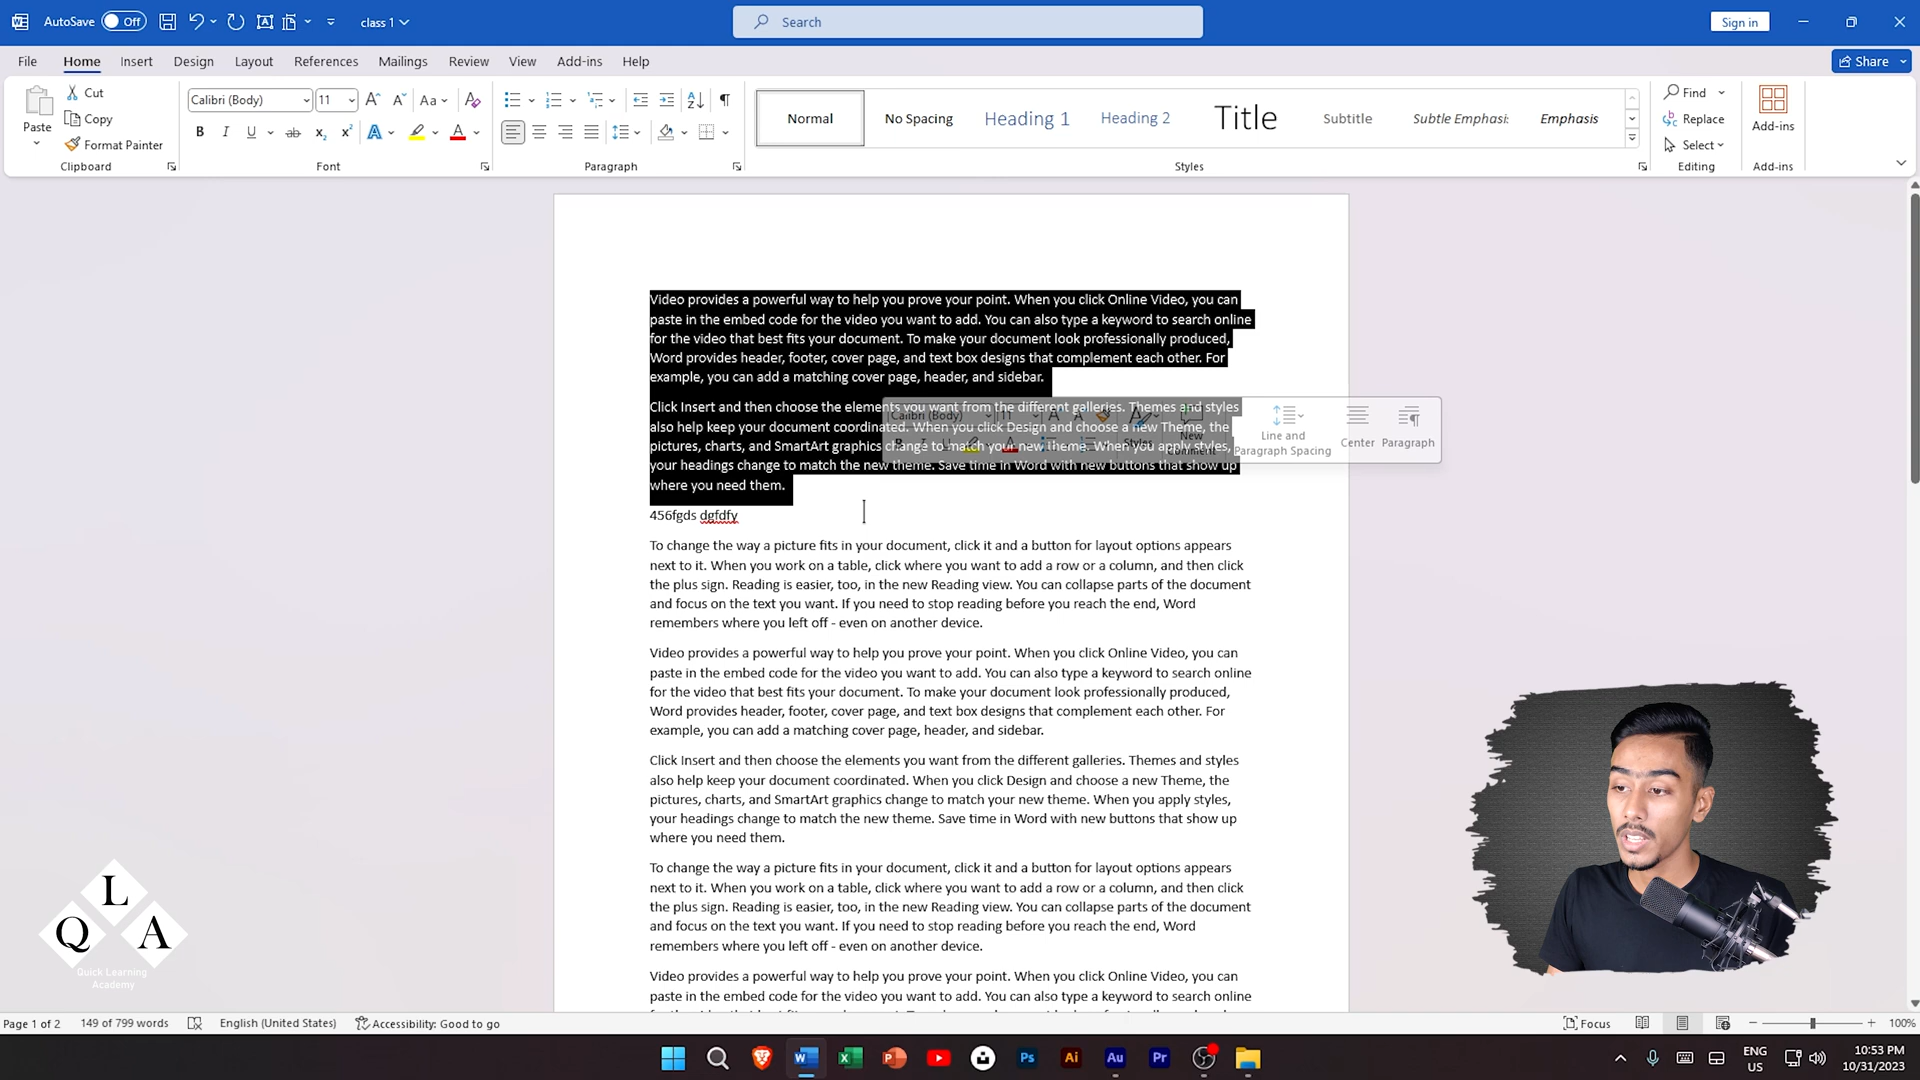 AutoSave Off class 1 Search Sign in
File Home Insert Design Layout References Mailings Review View Add-ins Help Share
Paste Cut Copy Format Painter
Clipboard
Calibri (Body) 11 Aa
B I U ab x₂ x² A A
Font
Paragraph
Normal No Spacing Heading 1 Heading 2 Title Subtitle Subtle Emphasi: Emphasis
Styles
Find Replace Select
Editing
Add-ins
Add-ins
Video provides a powerful way to help you prove your point. When you click Online Video, you can
paste in the embed code for the video you want to add. You can also type a keyword to search online
for the video that best fits your document. To make your document look professionally produced,
Word provides header, footer, cover page, and text box designs that complement each other. For
example, you can add a matching cover page, header, and sidebar.
Click Insert and then choose the elements you want from the different galleries. Themes and styles
also help keep your document coordinated. When you click Design and choose a new Theme, the
pictures, charts, and SmartArt graphics change to match your new theme. When you apply styles,
your headings change to match the new theme. Save time in Word with new buttons that show up
where you need them.
Calibri (Body) 11 Styles New Comment Line and Paragraph Spacing Center Paragraph
456fgds dgfdfy
To change the way a picture fits in your document, click it and a button for layout options appears
next to it. When you work on a table, click where you want to add a row or a column, and then click
the plus sign. Reading is easier, too, in the new Reading view. You can collapse parts of the document
and focus on the text you want. If you need to stop reading before you reach the end, Word
remembers where you left off - even on another device.
Video provides a powerful way to help you prove your point. When you click Online Video, you can
paste in the embed code for the video you want to add. You can also type a keyword to search online
for the video that best fits your document. To make your document look professionally produced,
Word provides header, footer, cover page, and text box designs that complement each other. For
example, you can add a matching cover page, header, and sidebar.
Click Insert and then choose the elements you want from the different galleries. Themes and styles
also help keep your document coordinated. When you click Design and choose a new Theme, the
pictures, charts, and SmartArt graphics change to match your new theme. When you apply styles,
your headings change to match the new theme. Save time in Word with new buttons that show up
where you need them.
To change the way a picture fits in your document, click it and a button for layout options appears
next to it. When you work on a table, click where you want to add a row or a column, and then click
the plus sign. Reading is easier, too, in the new Reading view. You can collapse parts of the document
and focus on the text you want. If you need to stop reading before you reach the end, Word
remembers where you left off - even on another device.
Video provides a powerful way to help you prove your point. When you click Online Video, you can
paste in the embed code for the video you want to add. You can also type a keyword to search online
L
Q A
Quick Learning
Academy
Page 1 of 2 149 of 799 words English (United States) Accessibility: Good to go Focus 100%
Ps Ai Au Pr
ENG
US
10:53 PM
10/31/2023